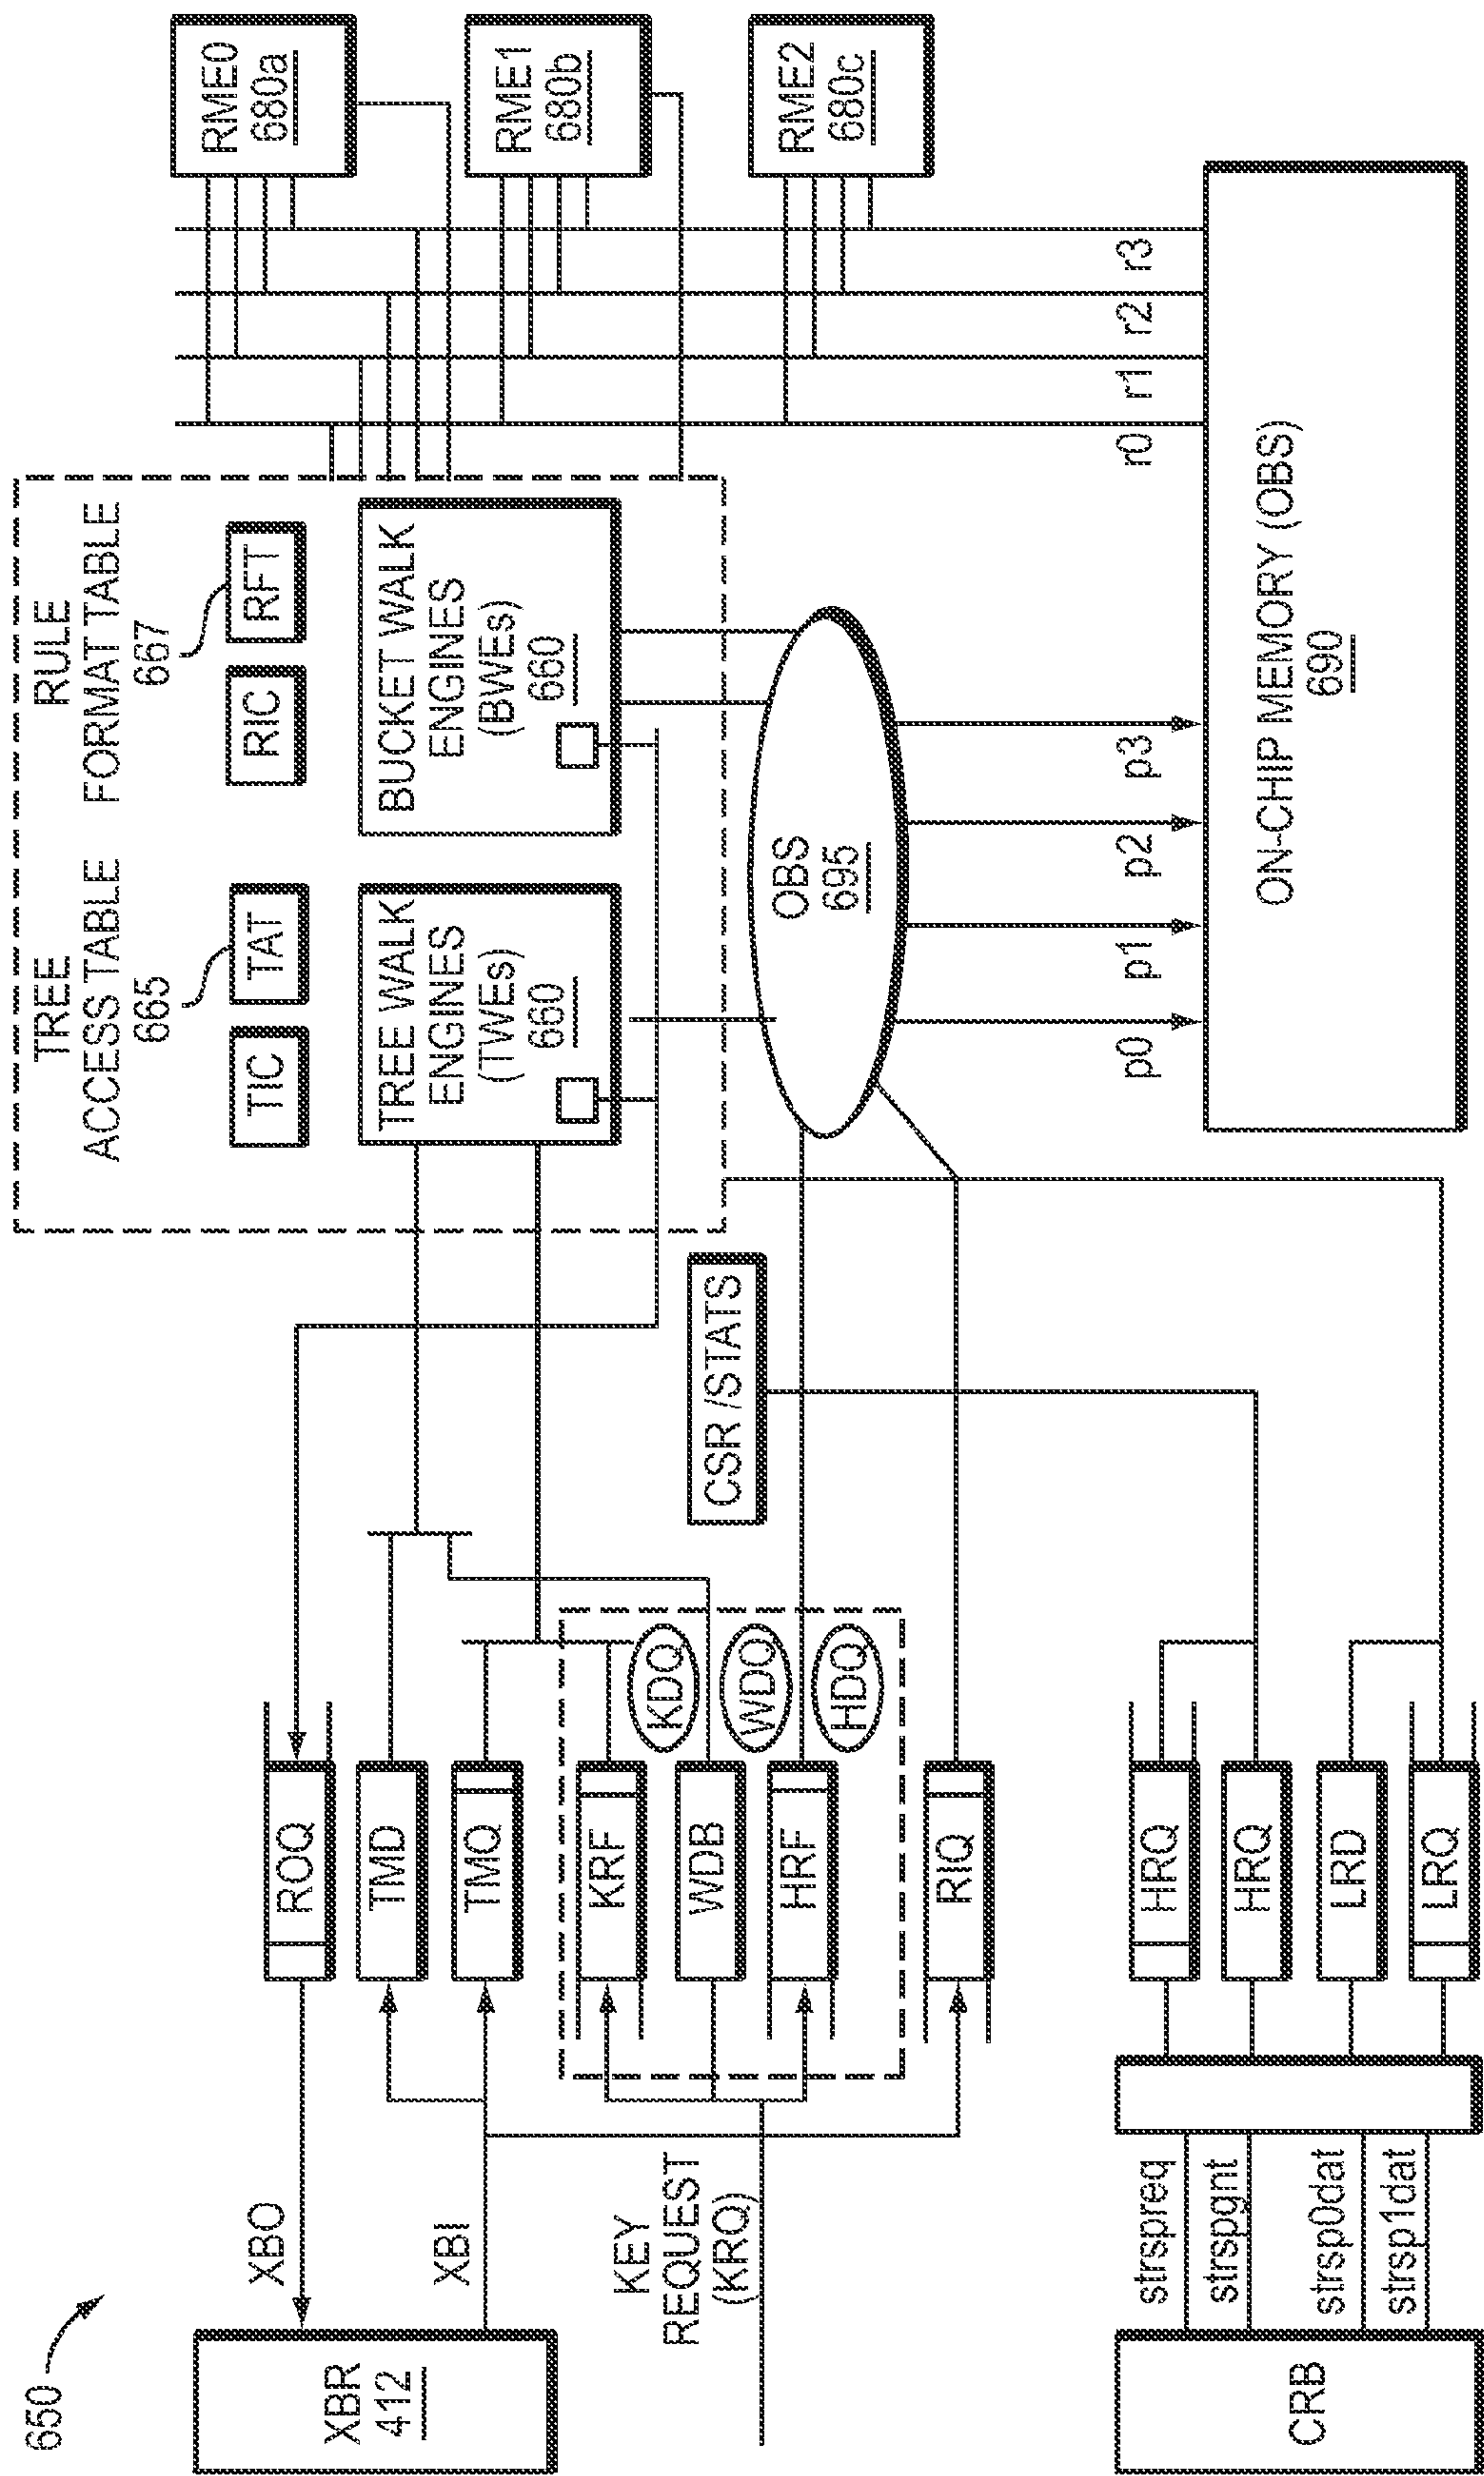 650
XBR
412
XBO
XBI
KEY
REQUEST
(KRQ)
ROQ
TMD
TMQ
KRF
WDB
HRF
RIQ
KDQ
WDQ
HDQ
CSR /STATS
TREE
ACCESS TABLE
665
TIC
TAT
RULE
FORMAT TABLE
667
RIC
RFT
TREE WALK
ENGINES
(TWEs)
660
BUCKET WALK
ENGINES
(BWEs)
660
OBS
695
RME0
680a
RME1
680b
RME2
680c
r0
r1
r2
r3
p0
p1
p2
p3
ON-CHIP MEMORY (OBS)
690
CRB
strspreq
strspgnt
strsp0dat
strsp1dat
HRQ
HRQ
LRD
LRQ